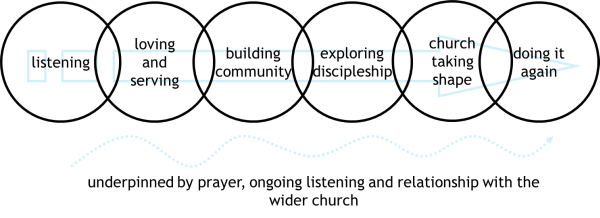 listening
loving
and
serving
building
community
exploring
discipleship
church
taking
shape
doing it
again
underpinned by prayer, ongoing listening and relationship with the
wider church